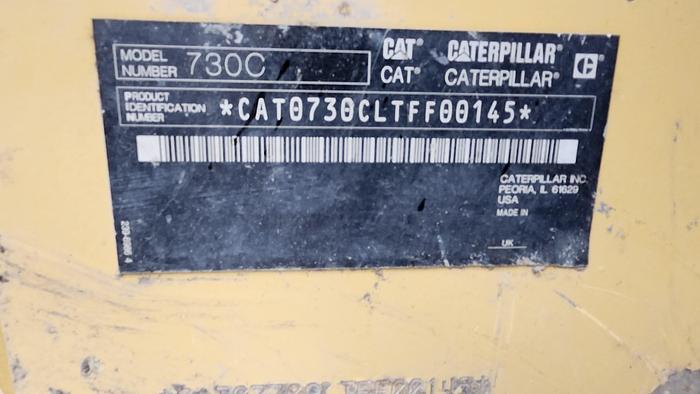 MODEL NUMBER 730C
CAT® CATERPILLAR®
CAT® CATERPILLAR®
PRODUCT IDENTIFICATION NUMBER *CAT0730CLTFF00145*
CATERPILLAR INC.
PEORIA, IL 61629
USA
MADE IN
UK